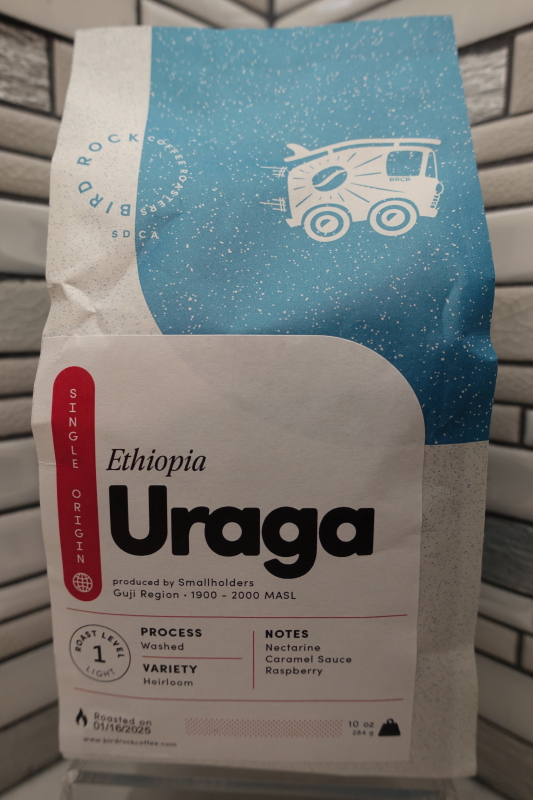 BIRD ROCK
COFFEE ROASTERS
SDCA
BRCR
SINGLE ORIGIN
Ethiopia
Uraga
produced by Smallholders
Guji Region • 1900 - 2000 MASL
ROAST LEVEL
1
LIGHT
PROCESS
Washed
VARIETY
Heirloom
NOTES
Nectarine
Caramel Sauce
Raspberry
Roasted on
01/16/2025
10 oz
284 g
www.birdrockcoffee.com